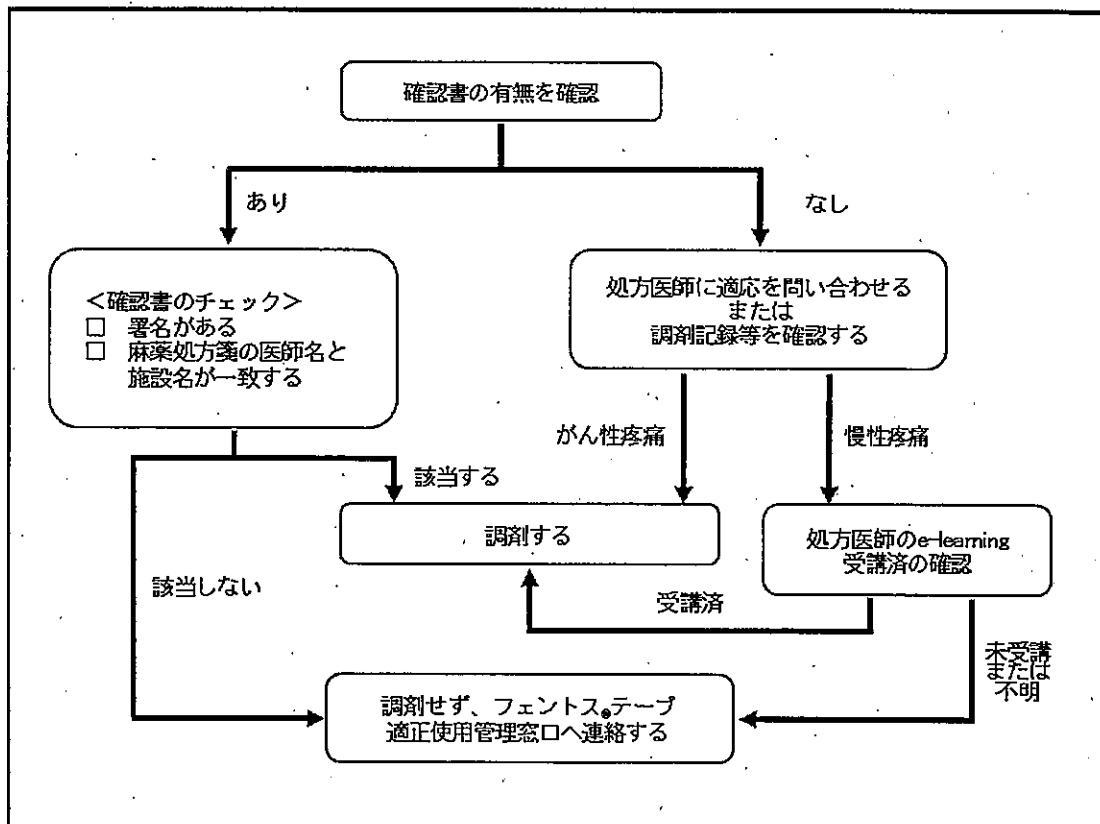 確認書の有無を確認
あり
なし
<確認書のチェック>
□ 署名がある
□ 麻薬処方箋の医師名と
施設名が一致する
処方医師に適応を問い合わせる
または
調剤記録等を確認する
がん性疼痛
慢性疼痛
該当する
調剤する
処方医師のe-learning
受講済の確認
該当しない
受講済
未受講
または
不明
調剤せず、フェントス®テープ
適正使用管理窓口へ連絡する